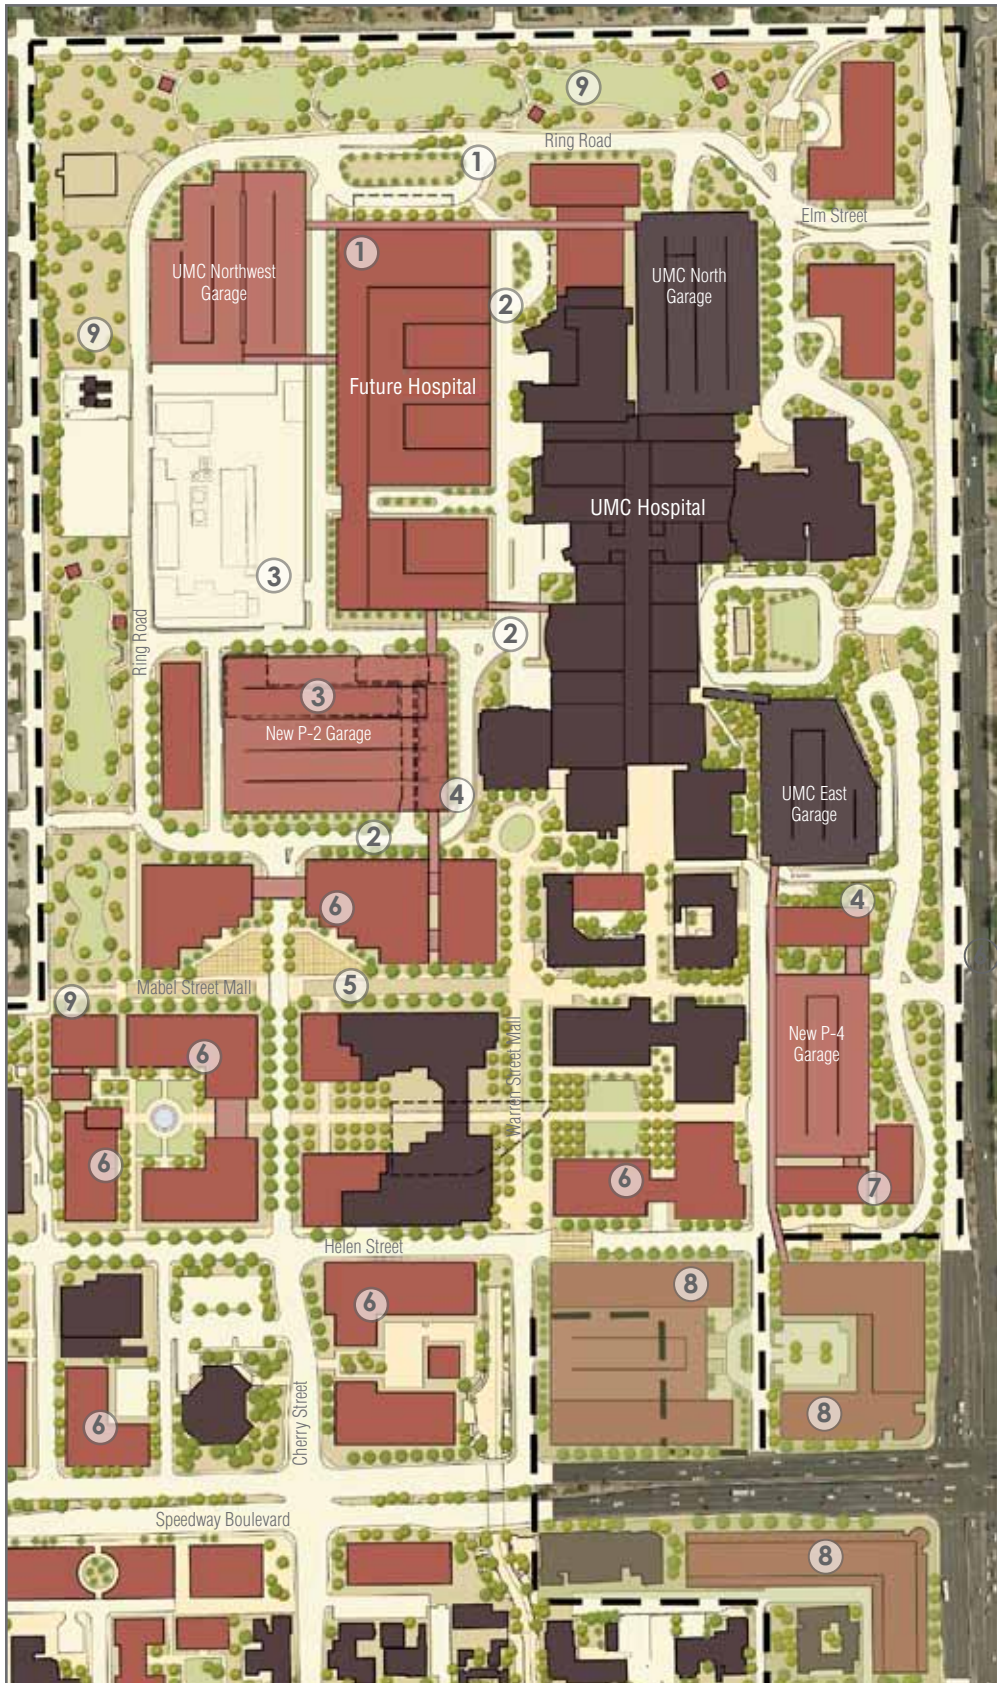 9
Ring Road
1
Elm Street
1
UMC Northwest
Garage
UMC North
Garage
2
9
Future Hospital
UMC Hospital
3
Ring Road
2
3
New P-2 Garage
4
UMC East
Garage
2
6
4
Mabel Street Mall
5
9
Warren Street Mall
6
New P-4
Garage
6
6
7
Helen Street
8
6
Cherry Street
6
8
Speedway Boulevard
8